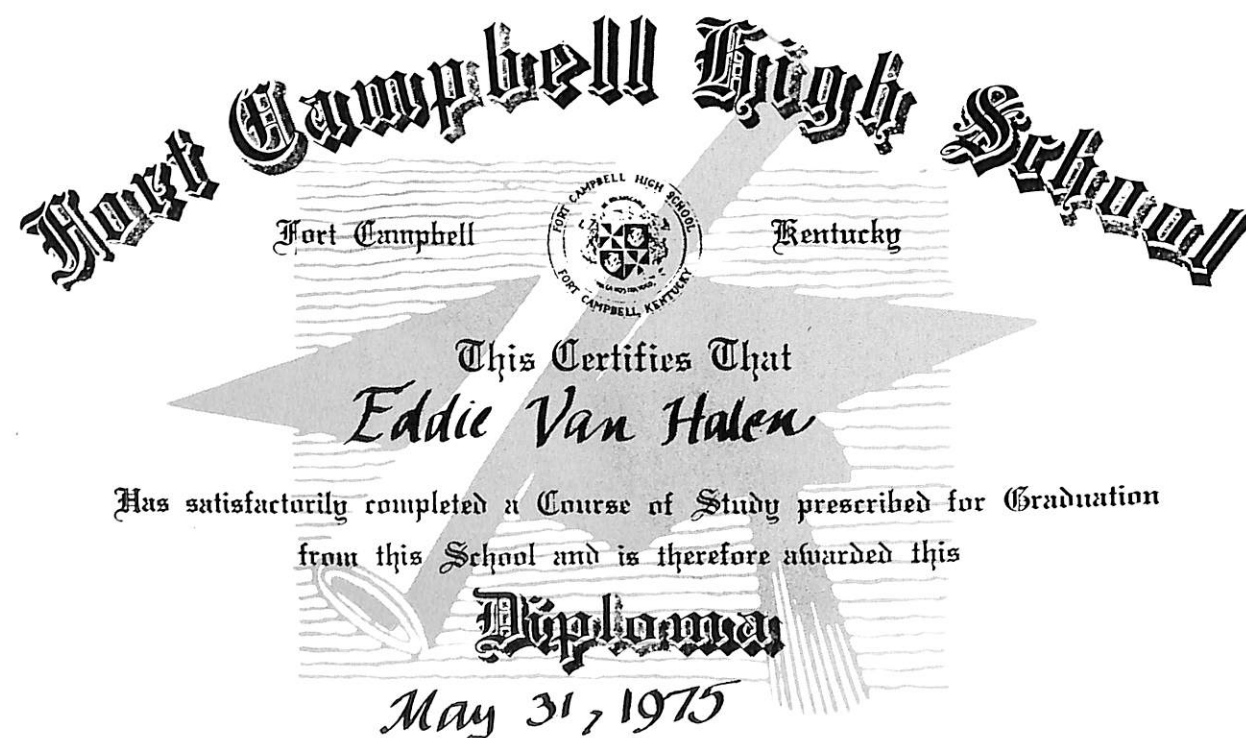 Fort Campbell High School
Fort Campbell
FORT CAMPBELL HIGH SCHOOL
FORT CAMPBELL, KENTUCKY
Kentucky
This Certifies That
Eddie Van Halen
Has satisfactorily completed a Course of Study prescribed for Graduation
from this School and is therefore awarded this
Diploma
May 31, 1975